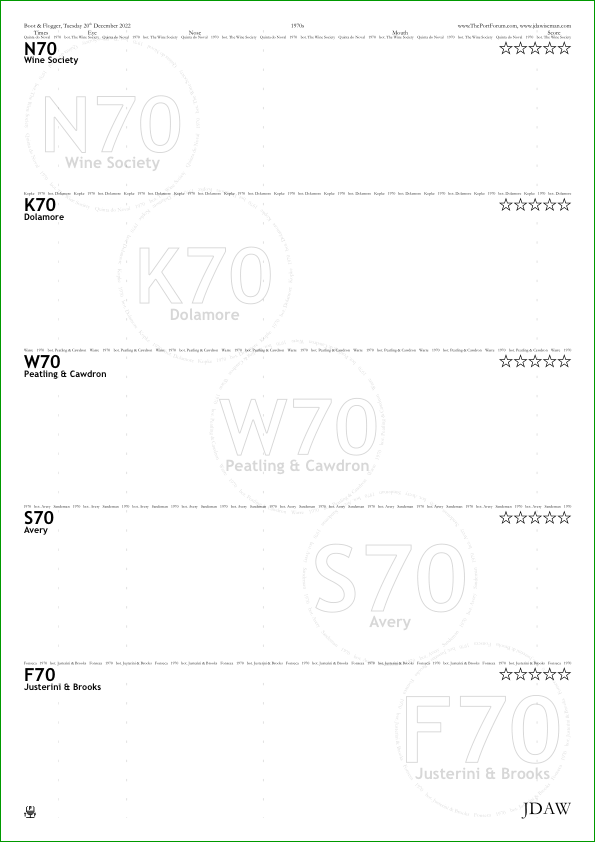 Boot & Flogger, Tuesday 20th December 2022 1970s www.ThePortForum.com, www.jdawiseman.com
Times Eye Nose Mouth Score
Quinta do Noval 1970 bot. The Wine Society Quinta do Noval 1970 bot. The Wine Society Quinta do Noval 1970 bot. The Wine Society Quinta do Noval 1970 bot. The Wine Society Quinta do Noval 1970 bot. The Wine Society Quinta do Noval 1970 bot. The Wine Society
N70
Wine Society
N70
Wine Society
Kopke 1970 bot. Dolamore Kopke 1970 bot. Dolamore Kopke 1970 bot. Dolamore Kopke 1970 bot. Dolamore Kopke 1970 bot. Dolamore Kopke 1970 bot. Dolamore Kopke 1970 bot. Dolamore Kopke 1970 bot. Dolamore
K70
Dolamore
K70
Dolamore
Warre 1970 bot. Peatling & Cawdron Warre 1970 bot. Peatling & Cawdron Warre 1970 bot. Peatling & Cawdron Warre 1970 bot. Peatling & Cawdron Warre 1970 bot. Peatling & Cawdron Warre 1970 bot. Peatling & Cawdron Warre 1970
W70
Peatling & Cawdron
W70
Peatling & Cawdron
1970 bot. Avery Sandeman 1970 bot. Avery Sandeman 1970 bot. Avery Sandeman 1970 bot. Avery Sandeman 1970 bot. Avery Sandeman 1970 bot. Avery Sandeman 1970 bot. Avery Sandeman 1970
S70
Avery
S70
Avery
Fonseca 1970 bot. Justerini & Brooks Fonseca 1970 bot. Justerini & Brooks Fonseca 1970 bot. Justerini & Brooks Fonseca 1970 bot. Justerini & Brooks Fonseca 1970 bot. Justerini & Brooks Fonseca 1970 bot. Justerini & Brooks Fonseca 1970
F70
Justerini & Brooks
F70
Justerini & Brooks
JDAW